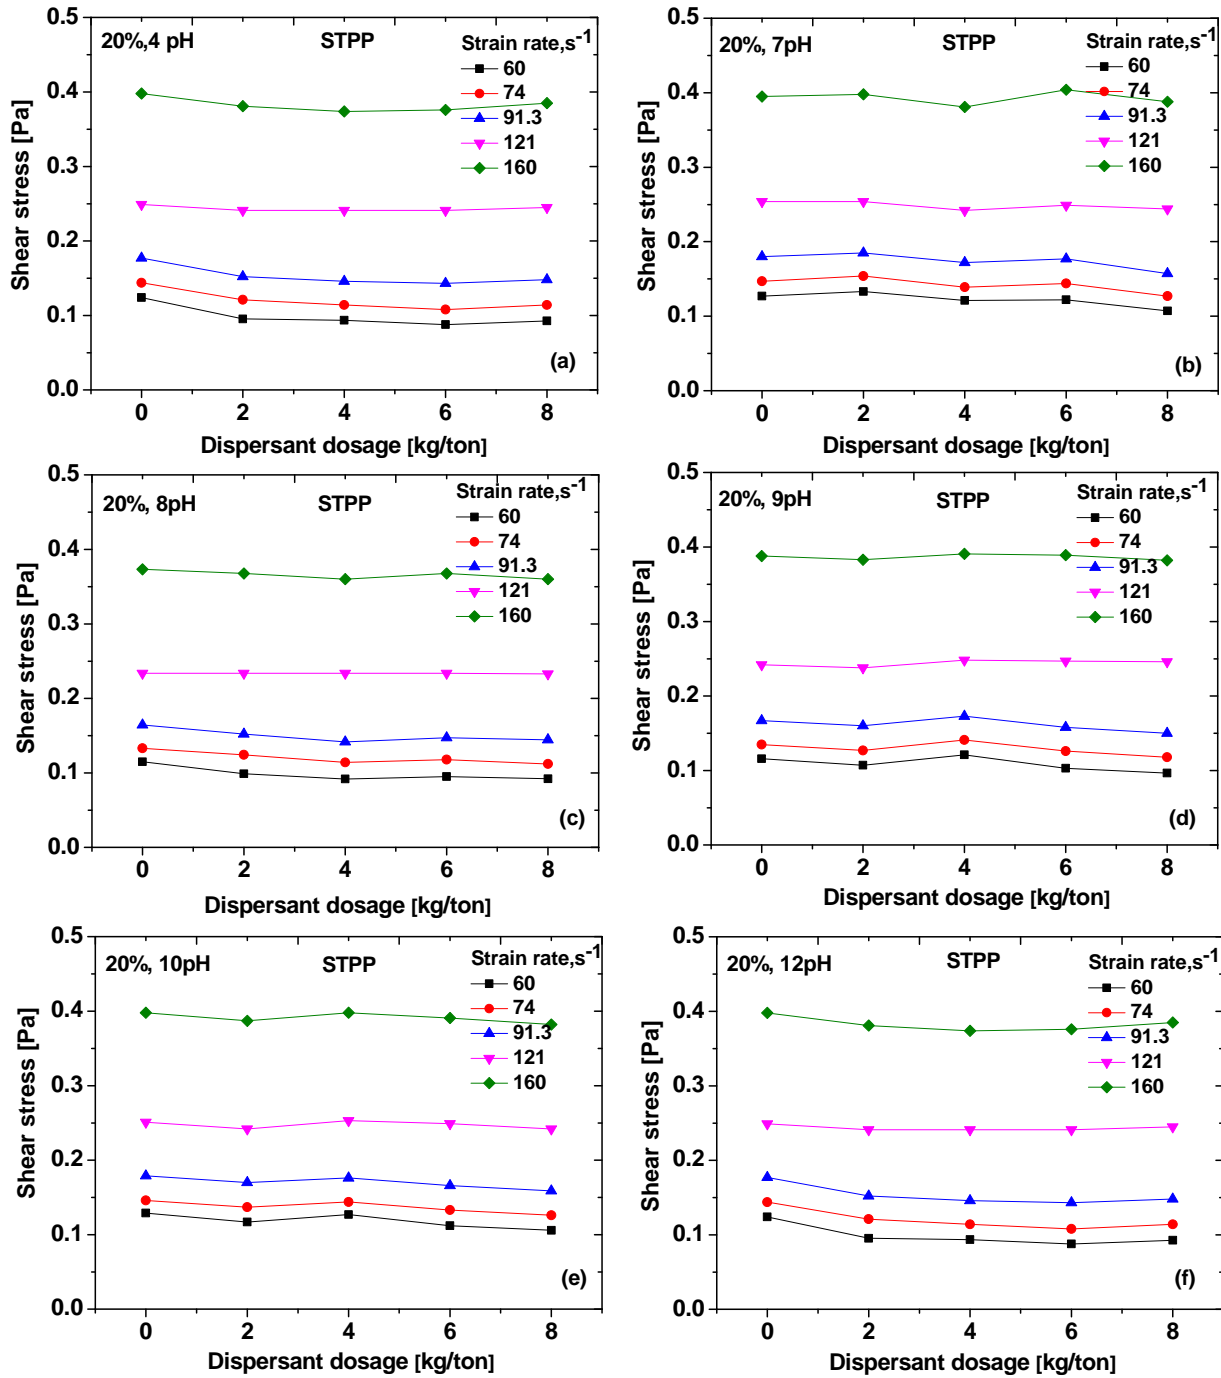 20%,4 pH
STPP
Strain rate,s-1
60
74
91.3
121
160
0.5
0.4
0.3
0.2
0.1
0.0
Shear stress [Pa]
(a)
0 2 4 6 8
Dispersant dosage [kg/ton]
20%, 7pH
STPP
Strain rate,s-1
60
74
91.3
121
160
0.5
0.4
0.3
0.2
0.1
0.0
Shear stress [Pa]
(b)
0 2 4 6 8
Dispersant dosage [kg/ton]
20%, 8pH
STPP
Strain rate,s-1
60
74
91.3
121
160
0.5
0.4
0.3
0.2
0.1
0.0
Shear stress [Pa]
(c)
0 2 4 6 8
Dispersant dosage [kg/ton]
20%, 9pH
STPP
Strain rate,s-1
60
74
91.3
121
160
0.5
0.4
0.3
0.2
0.1
0.0
Shear stress [Pa]
(d)
0 2 4 6 8
Dispersant dosage [kg/ton]
20%, 10pH
STPP
Strain rate,s-1
60
74
91.3
121
160
0.5
0.4
0.3
0.2
0.1
0.0
Shear stress [Pa]
(e)
0 2 4 6 8
Dispersant dosage [kg/ton]
20%, 12pH
STPP
Strain rate,s-1
60
74
91.3
121
160
0.5
0.4
0.3
0.2
0.1
0.0
Shear stress [Pa]
(f)
0 2 4 6 8
Dispersant dosage [kg/ton]